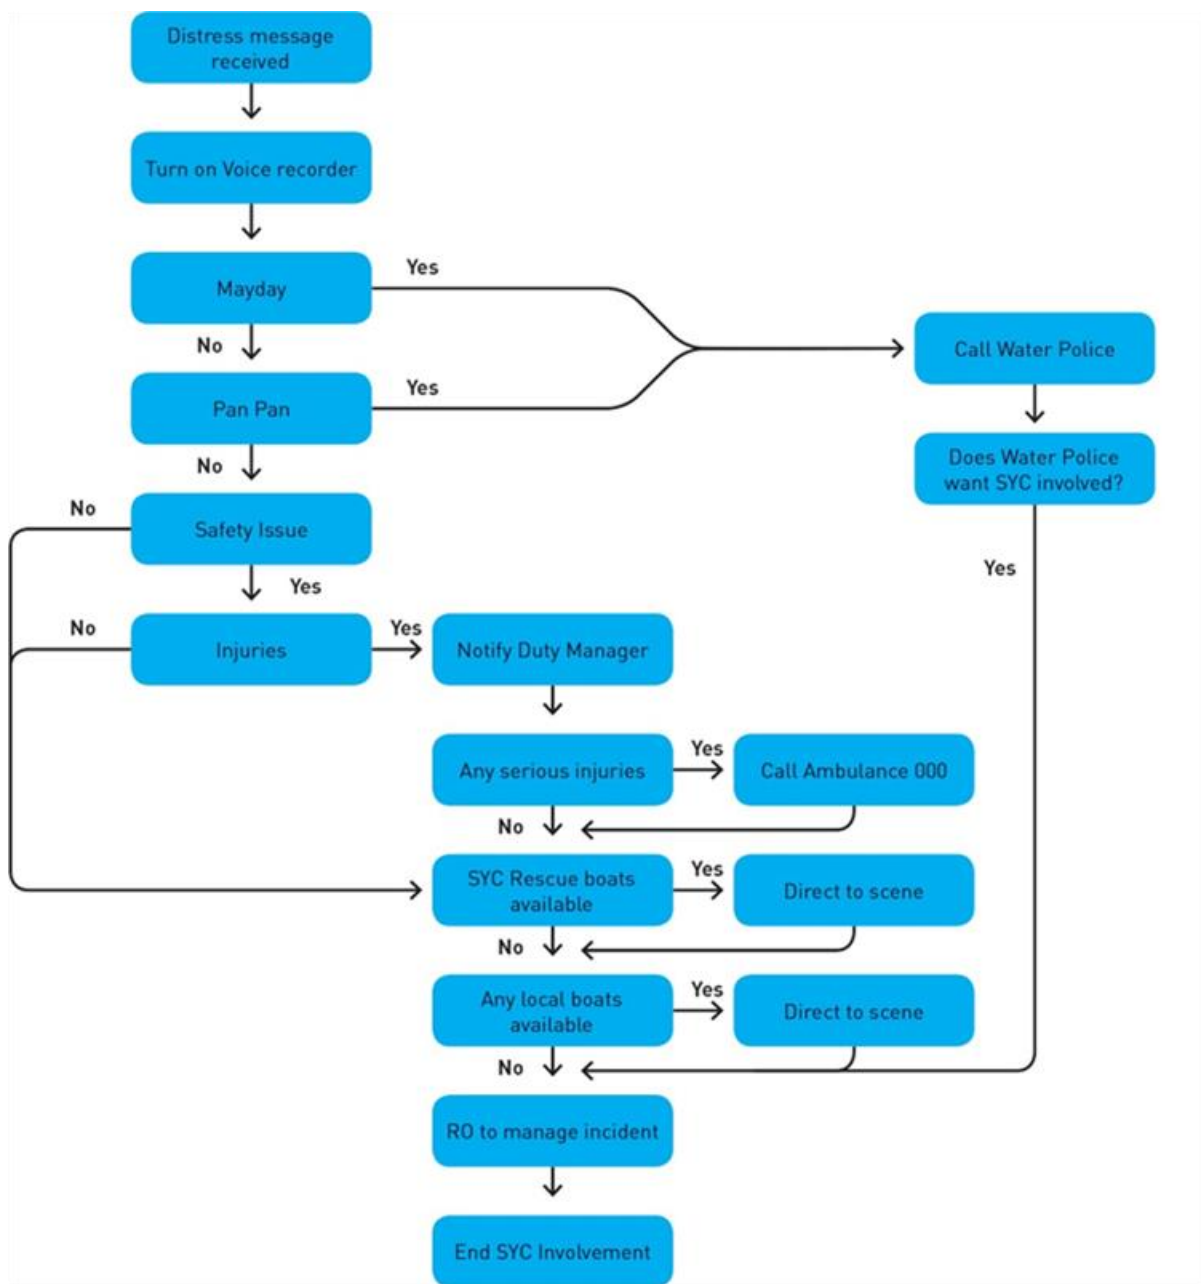 Distress message
received
Turn on Voice recorder
Mayday
Yes
No
Pan Pan
Yes
No
Call Water Police
Does Water Police
want SYC involved?
Yes
No
Safety Issue
Yes
No
Injuries
Yes
Notify Duty Manager
Any serious injuries
Yes
Call Ambulance 000
No
SYC Rescue boats
available
Yes
Direct to scene
No
Any local boats
available
Yes
Direct to scene
No
RO to manage incident
End SYC Involvement